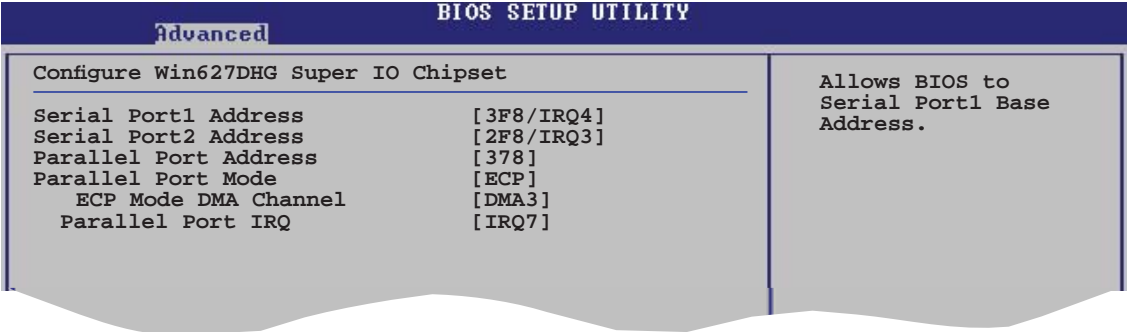 BIOS SETUP UTILITY
Advanced
Configure Win627DHG Super IO Chipset
Serial Port1 Address [3F8/IRQ4]
Serial Port2 Address [2F8/IRQ3]
Parallel Port Address [378]
Parallel Port Mode [ECP]
ECP Mode DMA Channel [DMA3]
Parallel Port IRQ [IRQ7]
Allows BIOS to
Serial Port1 Base
Address.